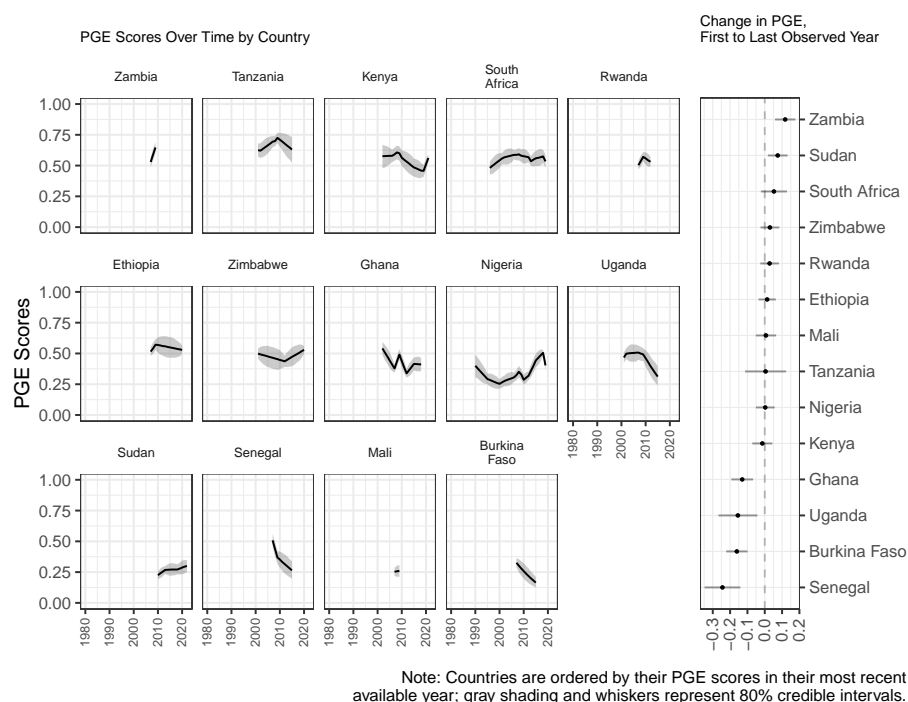 Change in PGE,
First to Last Observed Year
PGE Scores Over Time by Country
Zambia
Tanzania
Kenya
South
Africa
Rwanda
1.00
0.75
0.50
0.25
0.00
Ethiopia
Zimbabwe
Ghana
Nigeria
Uganda
PGE Scores
1.00
0.75
0.50
0.25
0.00
1980
1990
2000
2010
2020
Sudan
Senegal
Mali
Burkina
Faso
1.00
0.75
0.50
0.25
0.00
1980
1990
2000
2010
2020
1980
1990
2000
2010
2020
1980
1990
2000
2010
2020
1980
1990
2000
2010
2020
Zambia
Sudan
South Africa
Zimbabwe
Rwanda
Ethiopia
Mali
Tanzania
Nigeria
Kenya
Ghana
Uganda
Burkina Faso
Senegal
−0.3
−0.2
−0.1
0.0
0.1
0.2
Note: Countries are ordered by their PGE scores in their most recent
available year; gray shading and whiskers represent 80% credible intervals.